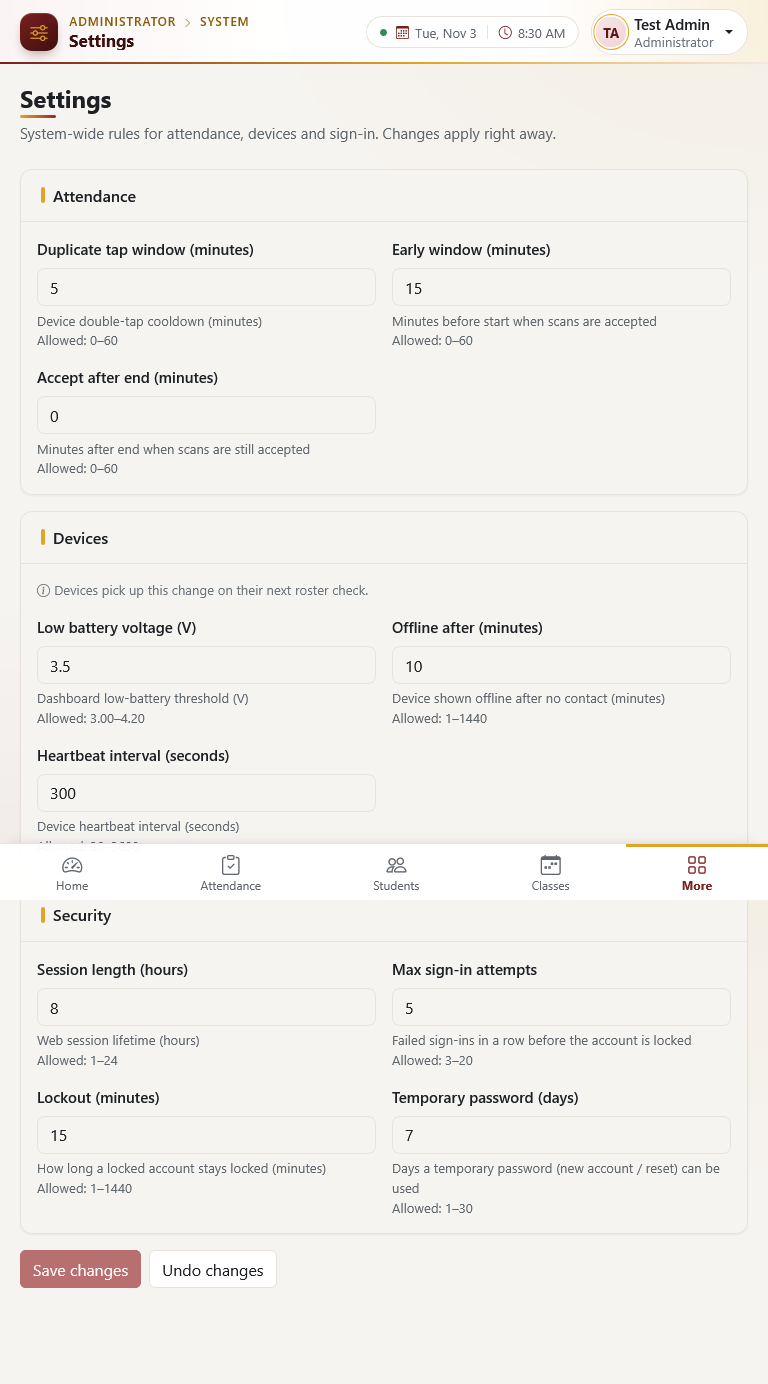 ADMINISTRATOR > SYSTEM
Settings
Tue, Nov 3
8:30 AM
TA
Test Admin
Administrator
Settings
System-wide rules for attendance, devices and sign-in. Changes apply right away.
Attendance
Duplicate tap window (minutes)
5
Device double-tap cooldown (minutes)
Allowed: 0–60
Early window (minutes)
15
Minutes before start when scans are accepted
Allowed: 0–60
Accept after end (minutes)
0
Minutes after end when scans are still accepted
Allowed: 0–60
Devices
Devices pick up this change on their next roster check.
Low battery voltage (V)
3.5
Dashboard low-battery threshold (V)
Allowed: 3.00–4.20
Offline after (minutes)
10
Device shown offline after no contact (minutes)
Allowed: 1–1440
Heartbeat interval (seconds)
300
Device heartbeat interval (seconds)
Home
Attendance
Students
Classes
More
Security
Session length (hours)
8
Web session lifetime (hours)
Allowed: 1–24
Max sign-in attempts
5
Failed sign-ins in a row before the account is locked
Allowed: 3–20
Lockout (minutes)
15
How long a locked account stays locked (minutes)
Allowed: 1–1440
Temporary password (days)
7
Days a temporary password (new account / reset) can be
used
Allowed: 1–30
Save changes
Undo changes